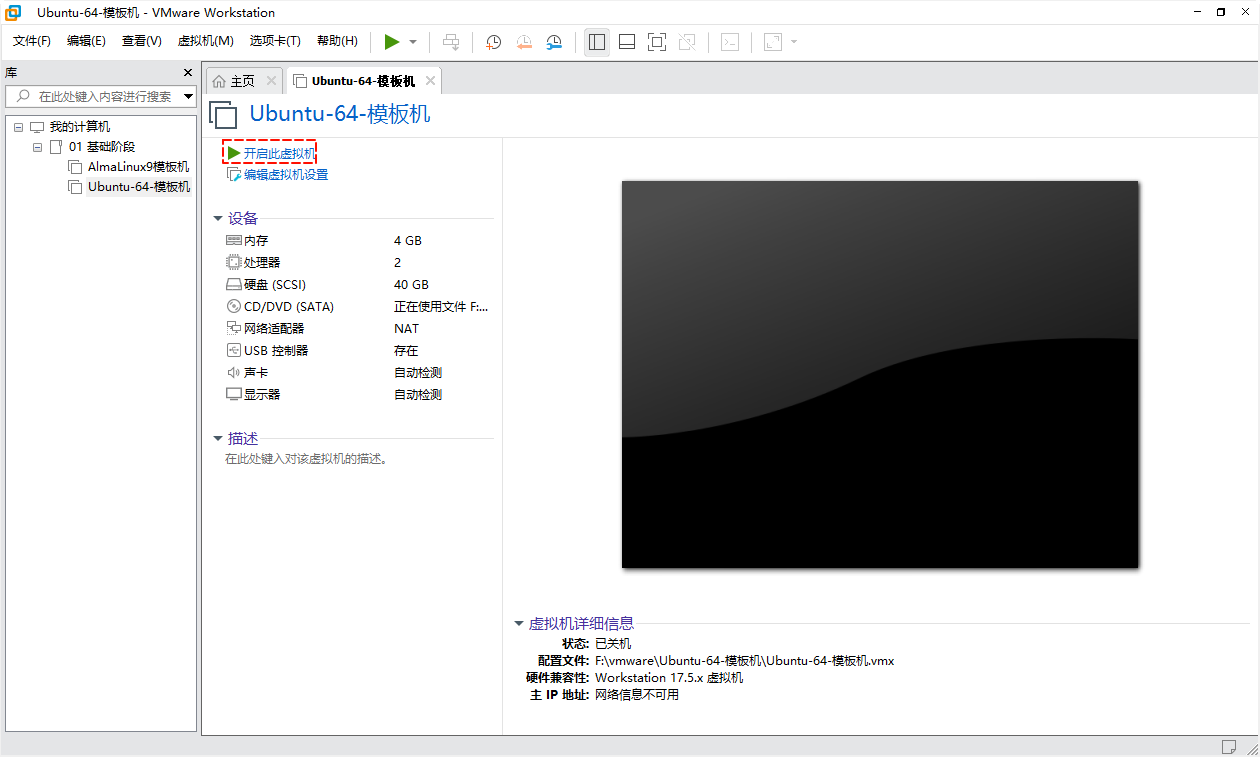 Ubuntu-64-模板机 - VMware Workstation
文件(F) 编辑(E) 查看(V) 虚拟机(M) 选项卡(T) 帮助(H)
库
在此处键入内容进行搜索
我的计算机
01 基础阶段
AlmaLinux9模板机
Ubuntu-64-模板机
主页 Ubuntu-64-模板机
Ubuntu-64-模板机
开启此虚拟机
编辑虚拟机设置
设备
内存 4 GB
处理器 2
硬盘 (SCSI) 40 GB
CD/DVD (SATA) 正在使用文件 F:...
网络适配器 NAT
USB 控制器 存在
声卡 自动检测
显示器 自动检测
描述
在此处键入对该虚拟机的描述。
虚拟机详细信息
状态: 已关机
配置文件: F:\vmware\Ubuntu-64-模板机\Ubuntu-64-模板机.vmx
硬件兼容性: Workstation 17.5.x 虚拟机
主 IP 地址: 网络信息不可用